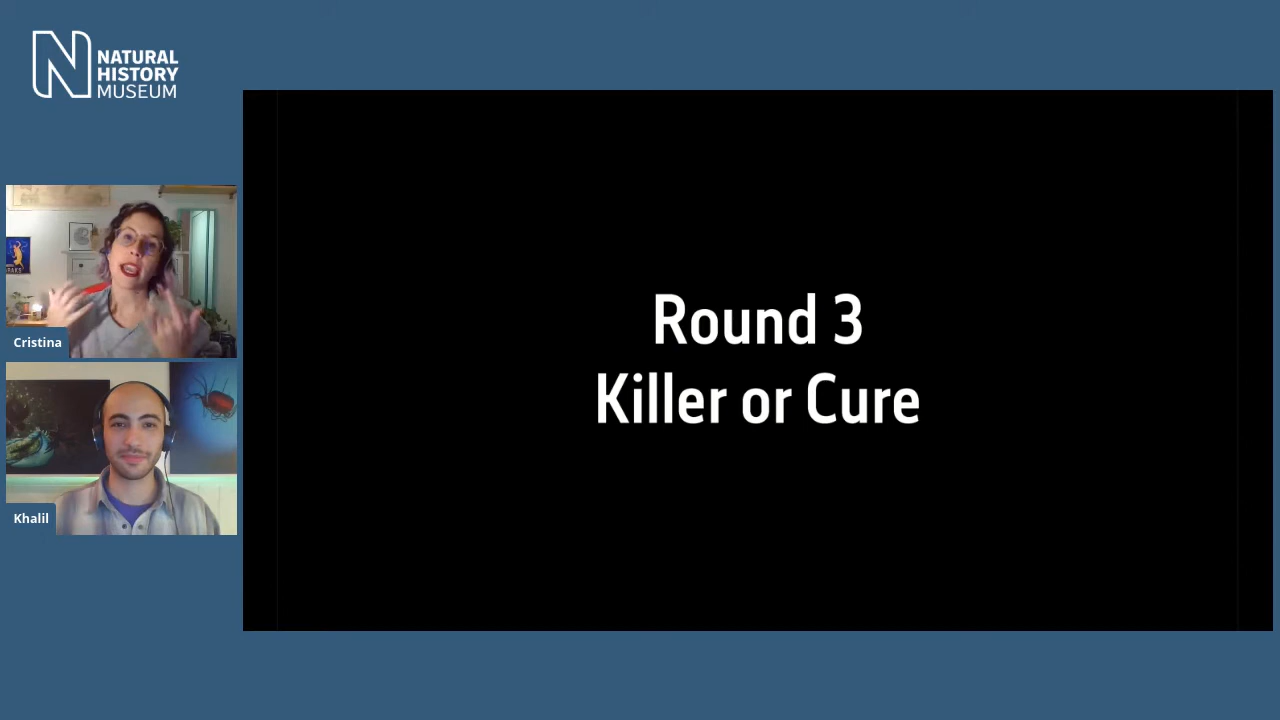 NATURAL
HISTORY
MUSEUM
Cristina
Khalil
Round 3
Killer or Cure